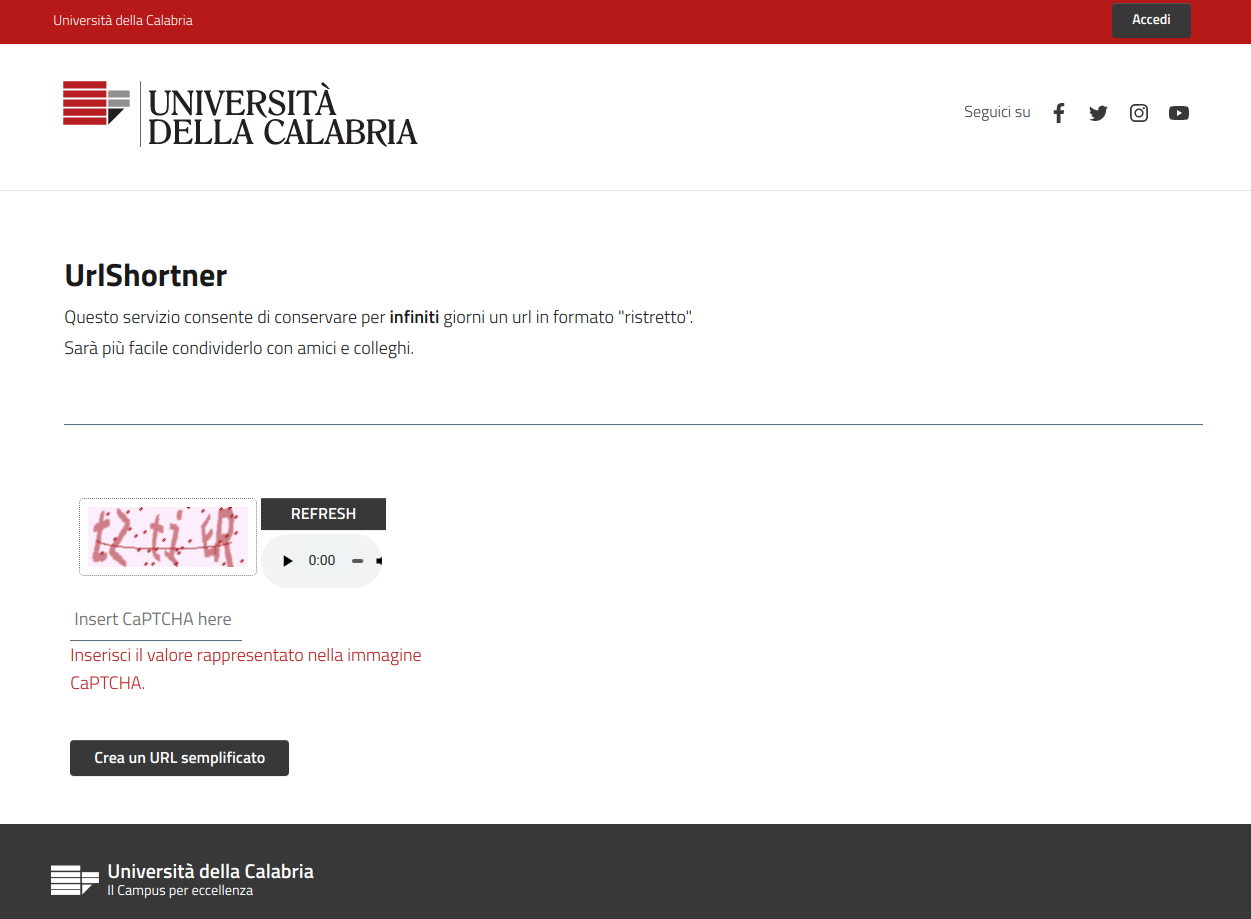 Università della Calabria
Accedi
UNIVERSITÀ
DELLA CALABRIA
Seguici su
UrlShortner
Questo servizio consente di conservare per infiniti giorni un url in formato "ristretto".
Sarà più facile condividerlo con amici e colleghi.
REFRESH
0:00
Insert CaPTCHA here
Inserisci il valore rappresentato nella immagine
CaPTCHA.
Crea un URL semplificato
Università della Calabria
Il Campus per eccellenza